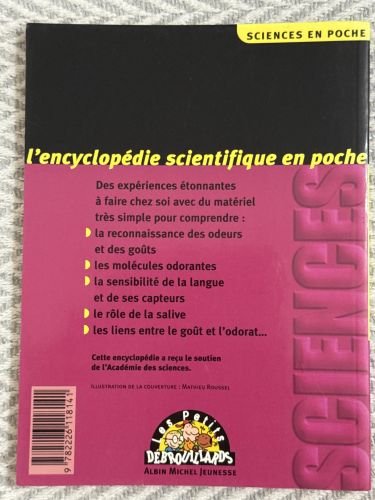 SCIENCES EN POCHE
l'encyclopédie scientifique en poche
Des expériences étonnantes
à faire chez soi avec du matériel
très simple pour comprendre :
la reconnaissance des odeurs
et des goûts
les molécules odorantes
la sensibilité de la langue
et de ses capteurs
le rôle de la salive
les liens entre le goût et l'odorat...
Cette encyclopédie a reçu le soutien
de l'Académie des sciences.
ILLUSTRATION DE LA COUVERTURE : MATHIEU ROUSSEL
Les Petits
DÉBROUILLARDS
ALBIN MICHEL JEUNESSE
9 782226 118141
SCIENCES